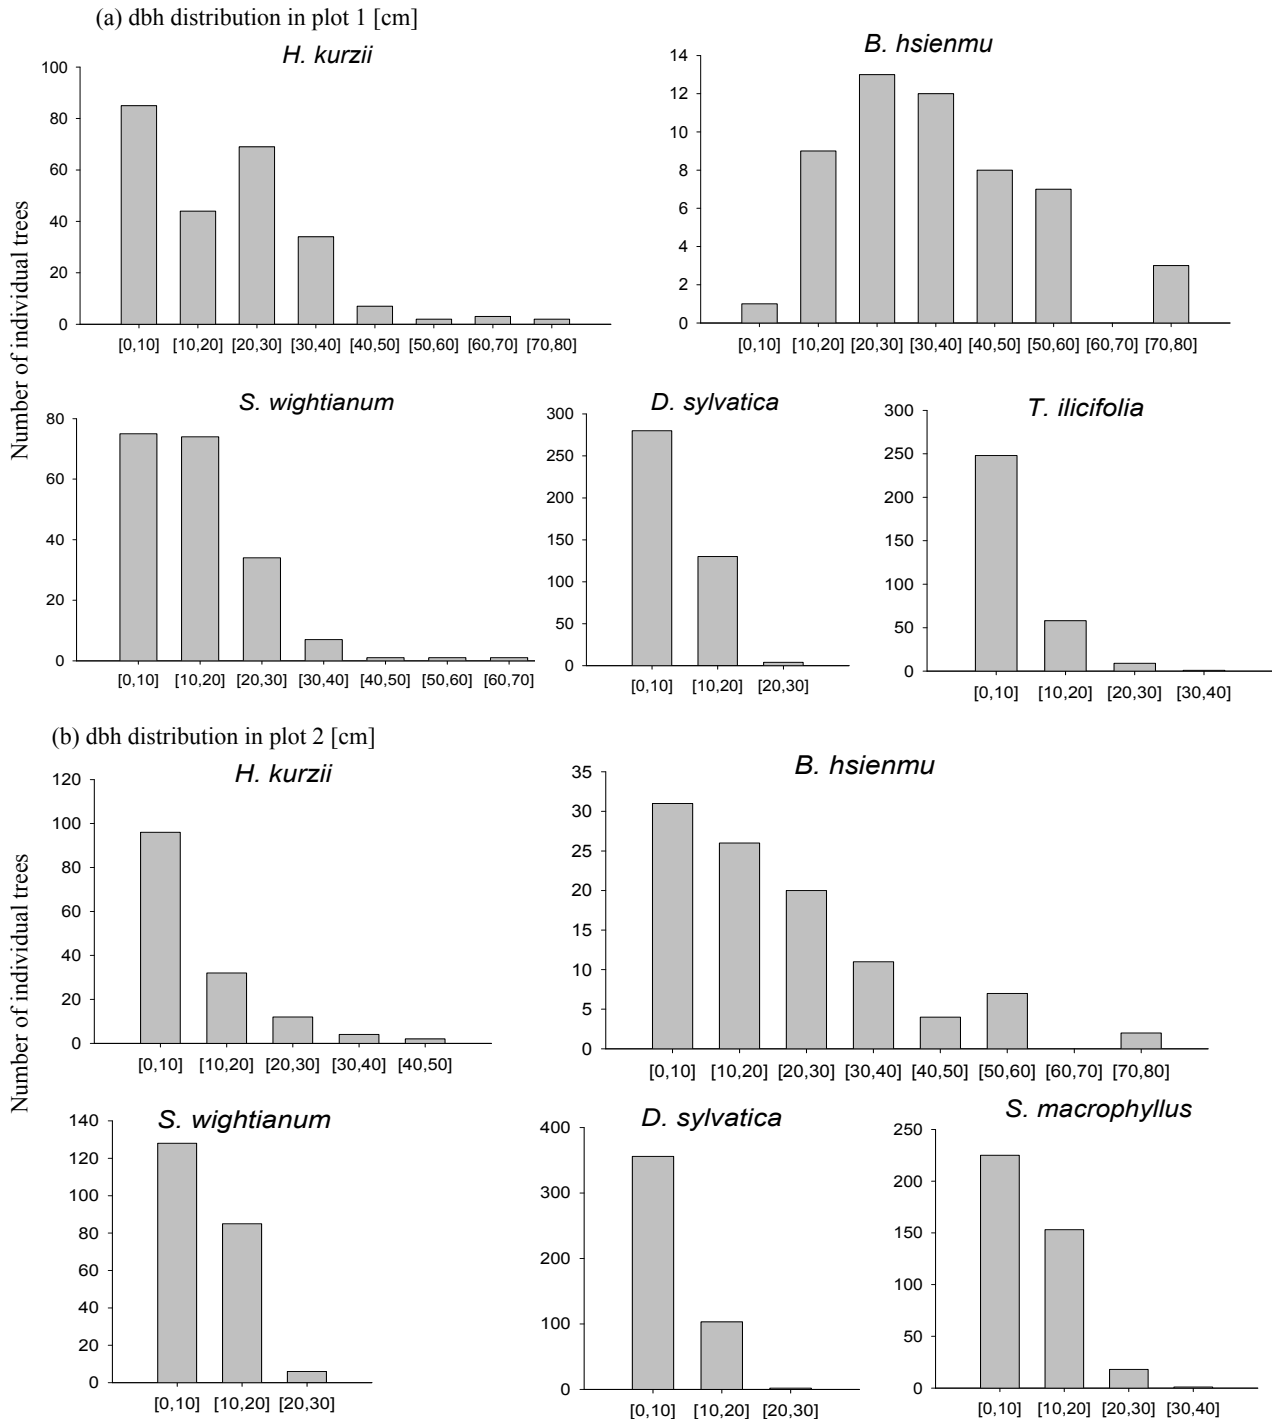 (a) dbh distribution in plot 1 [cm]
Number of individual trees
H. kurzii
100
80
60
40
20
0
[0,10] [10,20] [20,30] [30,40] [40,50] [50,60] [60,70] [70,80]
B. hsienmu
14
12
10
8
6
4
2
0
[0,10] [10,20] [20,30] [30,40] [40,50] [50,60] [60,70] [70,80]
S. wightianum
80
60
40
20
0
[0,10] [10,20] [20,30] [30,40] [40,50] [50,60] [60,70]
D. sylvatica
300
250
200
150
100
50
0
[0,10] [10,20] [20,30]
T. ilicifolia
300
250
200
150
100
50
0
[0,10] [10,20] [20,30] [30,40]
(b) dbh distribution in plot 2 [cm]
Number of individual trees
H. kurzii
120
100
80
60
40
20
0
[0,10] [10,20] [20,30] [30,40] [40,50]
B. hsienmu
35
30
25
20
15
10
5
0
[0,10] [10,20] [20,30] [30,40] [40,50] [50,60] [60,70] [70,80]
S. wightianum
140
120
100
80
60
40
20
0
[0,10] [10,20] [20,30]
D. sylvatica
400
300
200
100
0
[0,10] [10,20] [20,30]
S. macrophyllus
250
200
150
100
50
0
[0,10] [10,20] [20,30] [30,40]